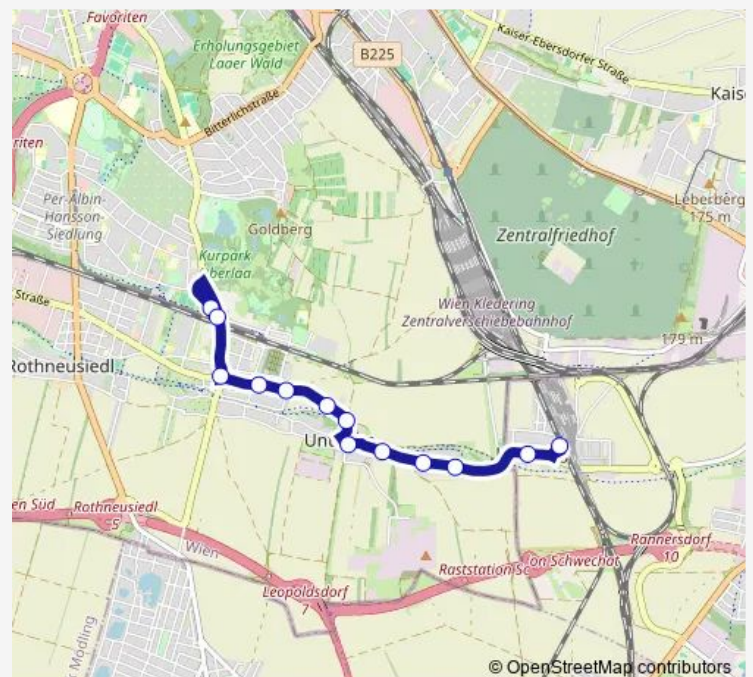 Favoriten
Erholungsgebiet
Laaer Wald
B225
Kaiser-Ebersdorfer Straße
Kais
Bitterlichstraße
riten
Per-Albin-
Hansson-
Siedlung
Goldberg
Leberberg
175 m
Zentralfriedhof
Kurpark
berlaa
Straße
Wien Kledering
Zentralverschiebebahnhof
179 m
Rothneusiedl
Unt
en Süd
Rothneusiedl
5
Wien
Rannersdorf
10
Raststation Sc
on Schwechat
Leopoldsdorf
7
Mödling
© OpenStreetMap contributors